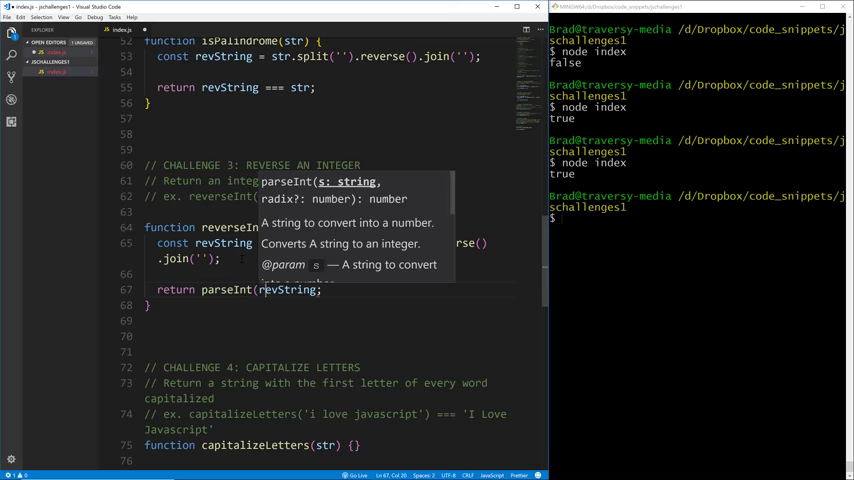 index.js • jschallenges1 - Visual Studio Code
File Edit Selection View Go Debug Tasks Help
EXPLORER
OPEN EDITORS 1 UNSAVED
index.js
JSCHALLENGES1
index.js
index.js
52 function isPalindrome(str) {
53 const revString = str.split('').reverse().join('');
54
55 return revString === str;
56 }
57
58
59
60 // CHALLENGE 3: REVERSE AN INTEGER
61 // Return an integ
62 // ex. reverseInt(
63
64 function reverseIn
65 const revString erse()
.join('');
66
67 return parseInt(revString;
68 }
69
70
71
72 // CHALLENGE 4: CAPITALIZE LETTERS
73 // Return a string with the first letter of every word
capitalized
74 // ex. capitalizeLetters('i love javascript') === 'I Love
Javascript'
75 function capitalizeLetters(str) {}
76
parseInt(s: string,
radix?: number): number
A string to convert into a number.
Converts A string to an integer.
@param s — A string to convert
into a number.
1 0
Go Live Ln 67, Col 20 Spaces: 2 UTF-8 CRLF JavaScript Prettier
MINGW64:/d/Dropbox/code_snippets/jschallenges1
Brad@traversy-media /d/Dropbox/code_snippets/j
schallenges1
$ node index
false
Brad@traversy-media /d/Dropbox/code_snippets/j
schallenges1
$ node index
true
Brad@traversy-media /d/Dropbox/code_snippets/j
schallenges1
$ node index
true
Brad@traversy-media /d/Dropbox/code_snippets/j
schallenges1
$